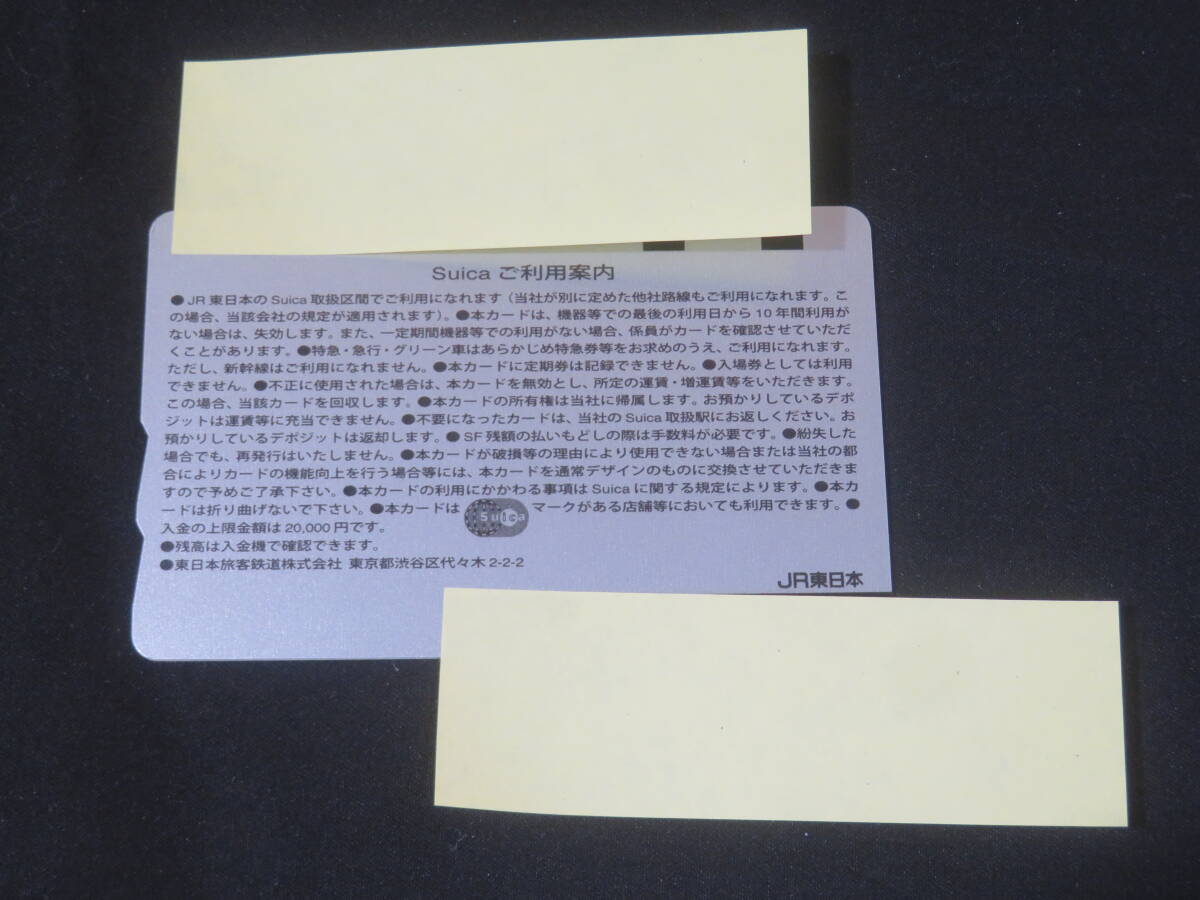 Suica ご利用案内
●JR東日本のSuica取扱区間でご利用になれます（当社が別に定めた他社路線もご利用になれます。こ
の場合、当該会社の規定が適用されます）。●本カードは、機器等での最後の利用日から10年間利用が
ない場合は、失効します。また、一定期間機器等での利用がない場合、係員がカードを確認させていただ
くことがあります。●特急・急行・グリーン車はあらかじめ特急券等をお求めのうえ、ご利用になれます。
ただし、新幹線はご利用になれません。●本カードに定期券は記録できません。●入場券としては利用
できません。●不正に使用された場合は、本カードを無効とし、所定の運賃・増運賃等をいただきます。
この場合、当該カードを回収します。●本カードの所有権は当社に帰属します。お預かりしているデポ
ジットは運賃等に充当できません。●不要になったカードは、当社のSuica取扱駅にお返しください。お
預かりしているデポジットは返却します。●SF残額の払いもどしの際は手数料が必要です。●紛失した
場合でも、再発行はいたしません。●本カードが破損等の理由により使用できない場合または当社の都
合によりカードの機能向上を行う場合等には、本カードを通常デザインのものに交換させていただきま
すので予めご了承下さい。●本カードの利用にかかわる事項はSuicaに関する規定によります。●本カ
ードは折り曲げないで下さい。●本カードは Suica マークがある店舗等においても利用できます。●
入金の上限金額は20,000円です。
●残高は入金機で確認できます。
●東日本旅客鉄道株式会社 東京都渋谷区代々木2-2-2
JR東日本